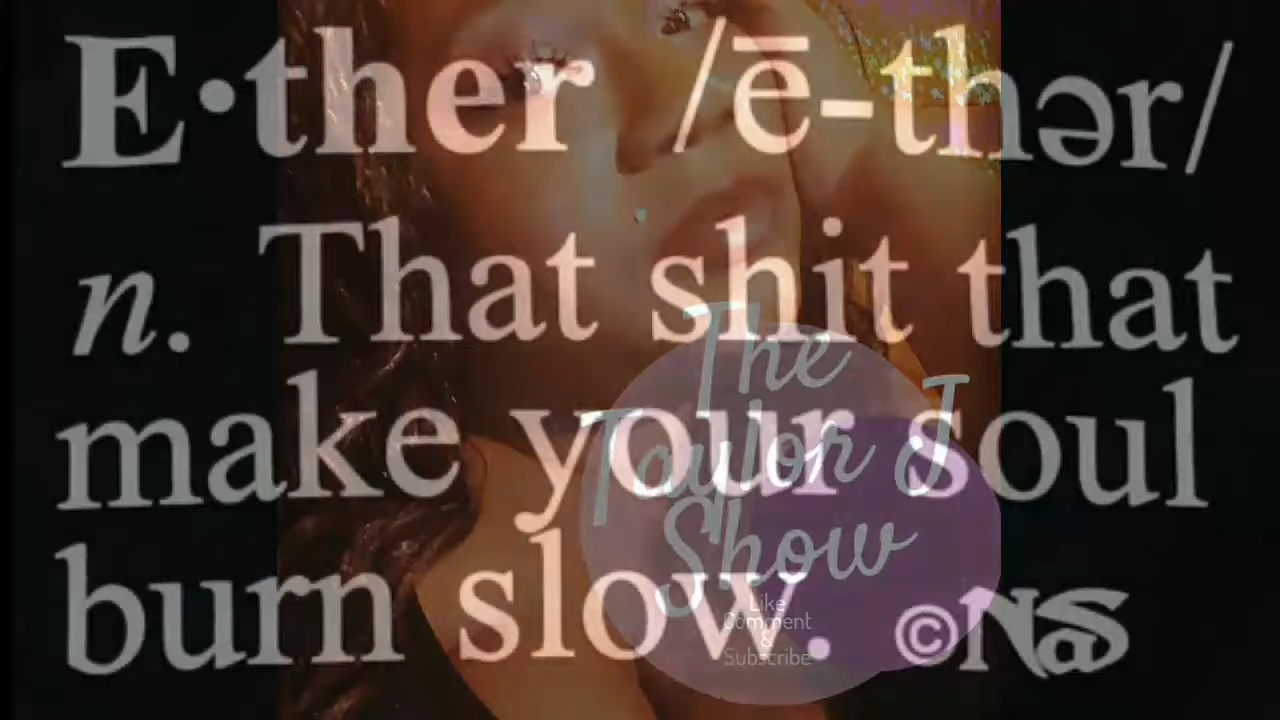 E·ther /ē-thər/
n. That shit that
make your soul
burn slow. ©Nas
The
Taylor J
Show
Like
Comment
&
Subscribe